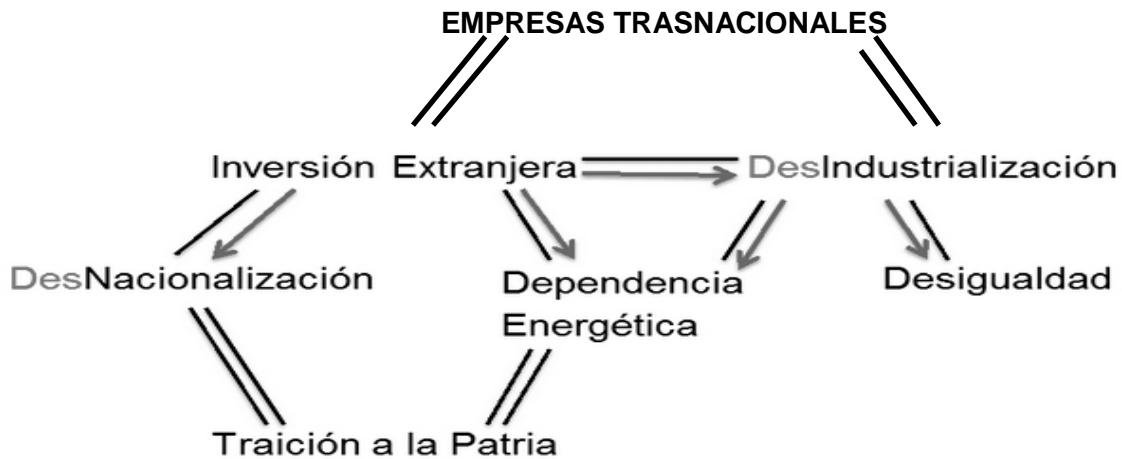 EMPRESAS TRASNACIONALES
Inversión Extranjera
DesIndustrialización
DesNacionalización
Dependencia
Energética
Desigualdad
Traición a la Patria